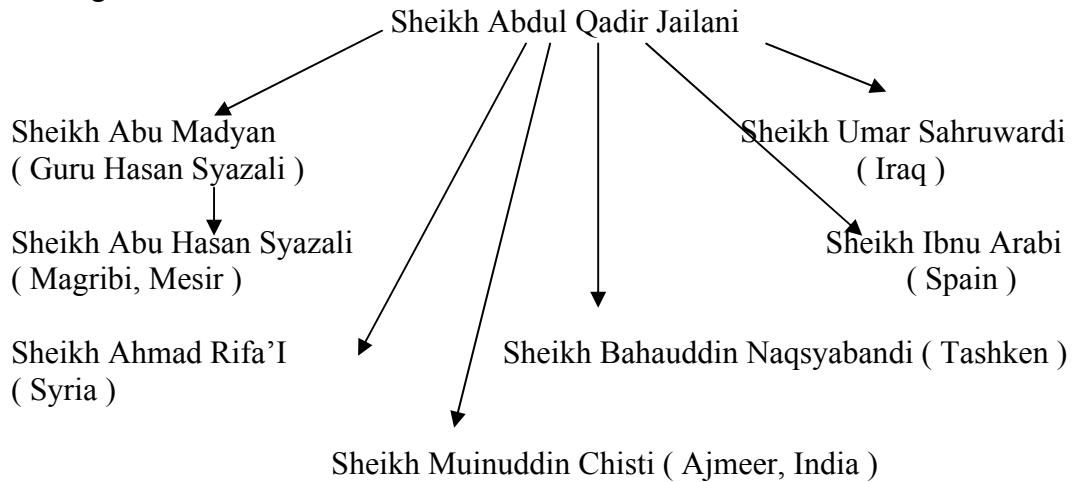 Sheikh Abdul Qadir Jailani
Sheikh Abu Madyan
( Guru Hasan Syazali )
Sheikh Umar Sahruwardi
( Iraq )
Sheikh Abu Hasan Syazali
( Magribi, Mesir )
Sheikh Ibnu Arabi
( Spain )
Sheikh Ahmad Rifa’I
( Syria )
Sheikh Bahauddin Naqsyabandi ( Tashken )
Sheikh Muinuddin Chisti ( Ajmeer, India )